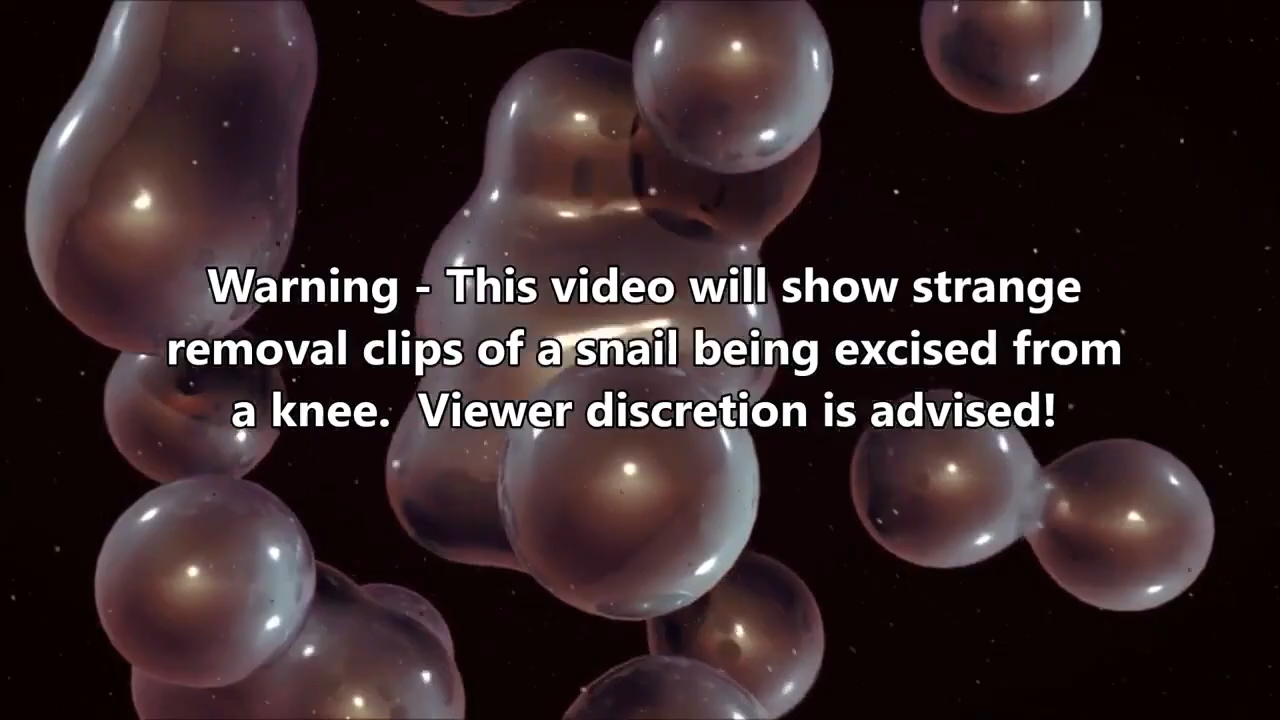 Warning - This video will show strange
removal clips of a snail being excised from
a knee.  Viewer discretion is advised!